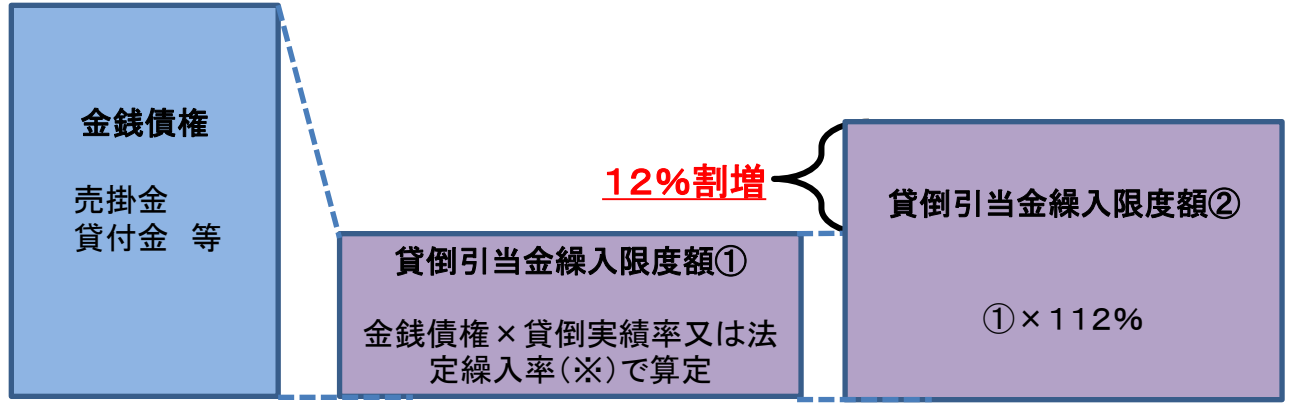 金銭債権
売掛金
貸付金　等
貸倒引当金繰入限度額①
金銭債権×貸倒実績率又は法
定繰入率(※)で算定
12%割増
貸倒引当金繰入限度額②
①×112%